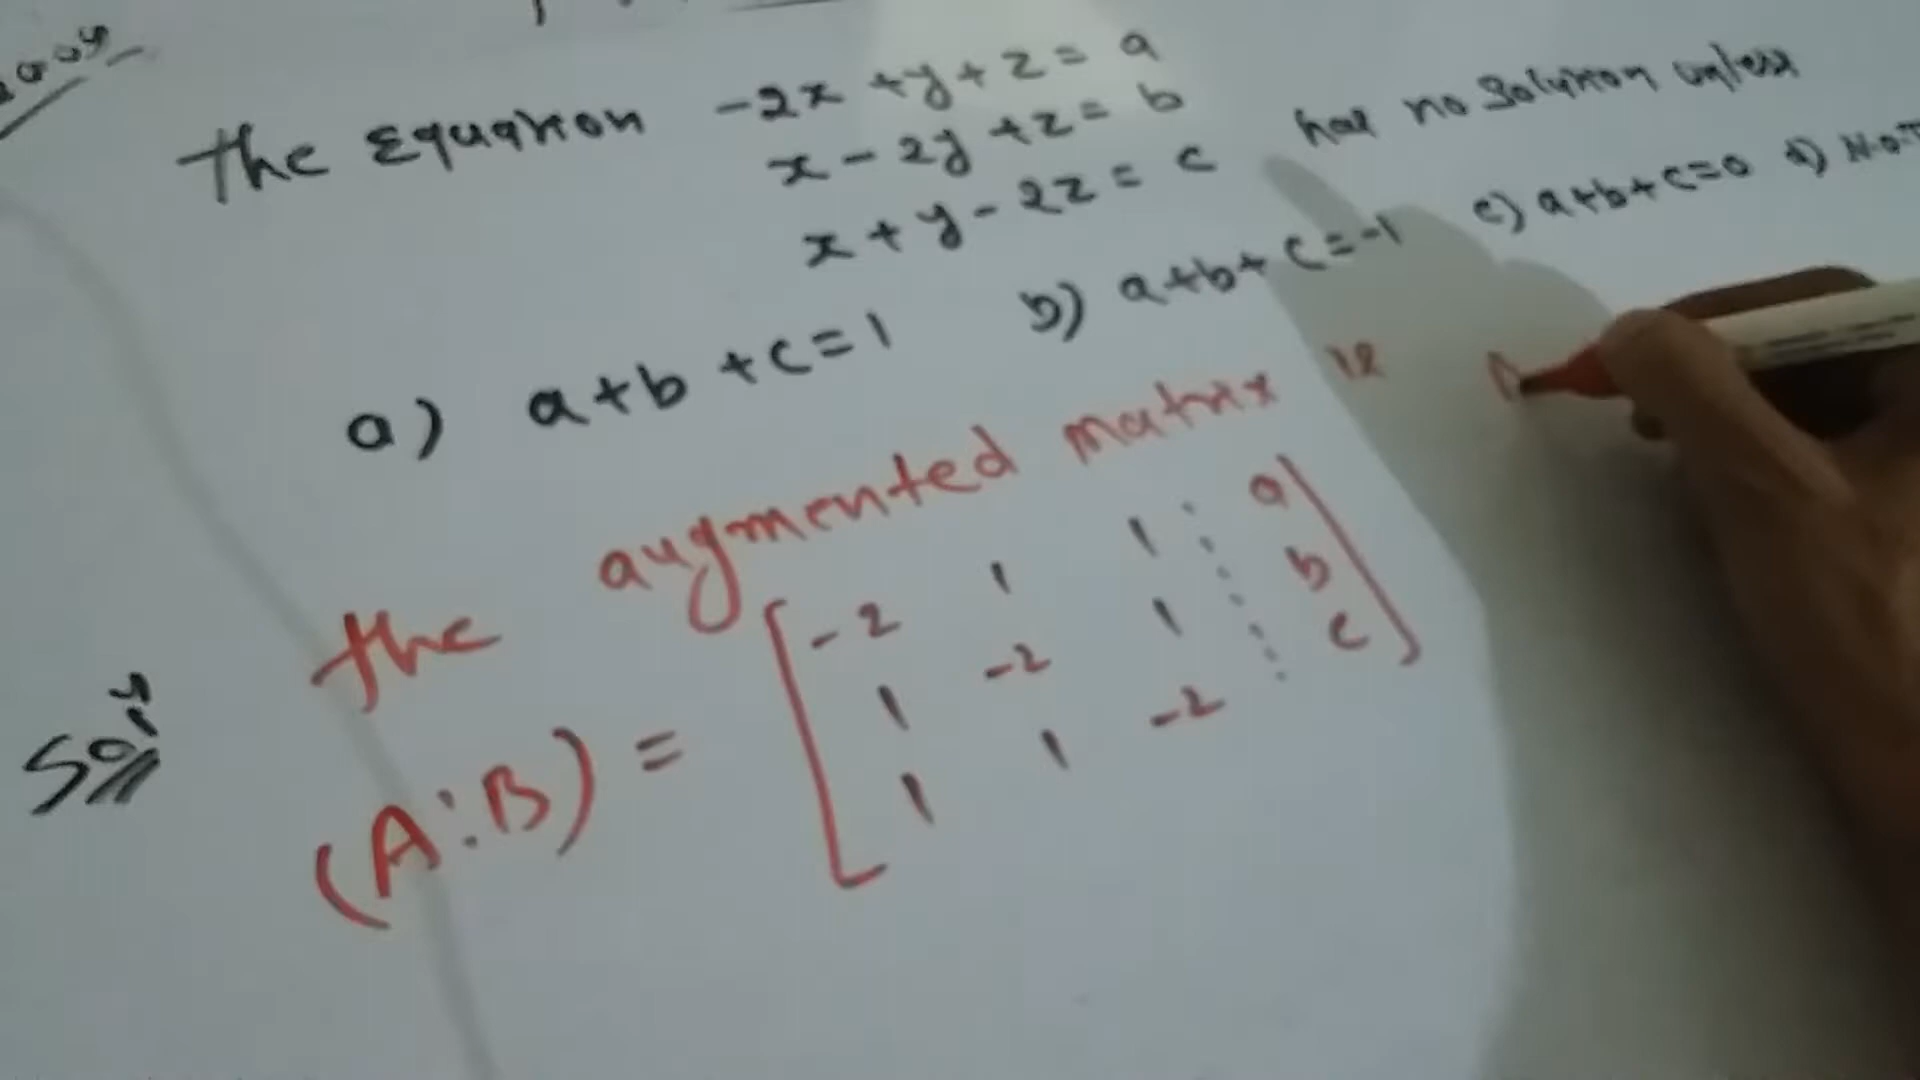 The Equation -2x + y + z = a
x - 2y + z = b has no solution unless
x + y - 2z = c
a) a+b+c=1 b) a+b+c=-1 c) a+b+c=0 d)
The augmented matrix is
Sol
(A:B) = [ -2 1 1 : a
1 -2 1 : b
1 1 -2 : c ]